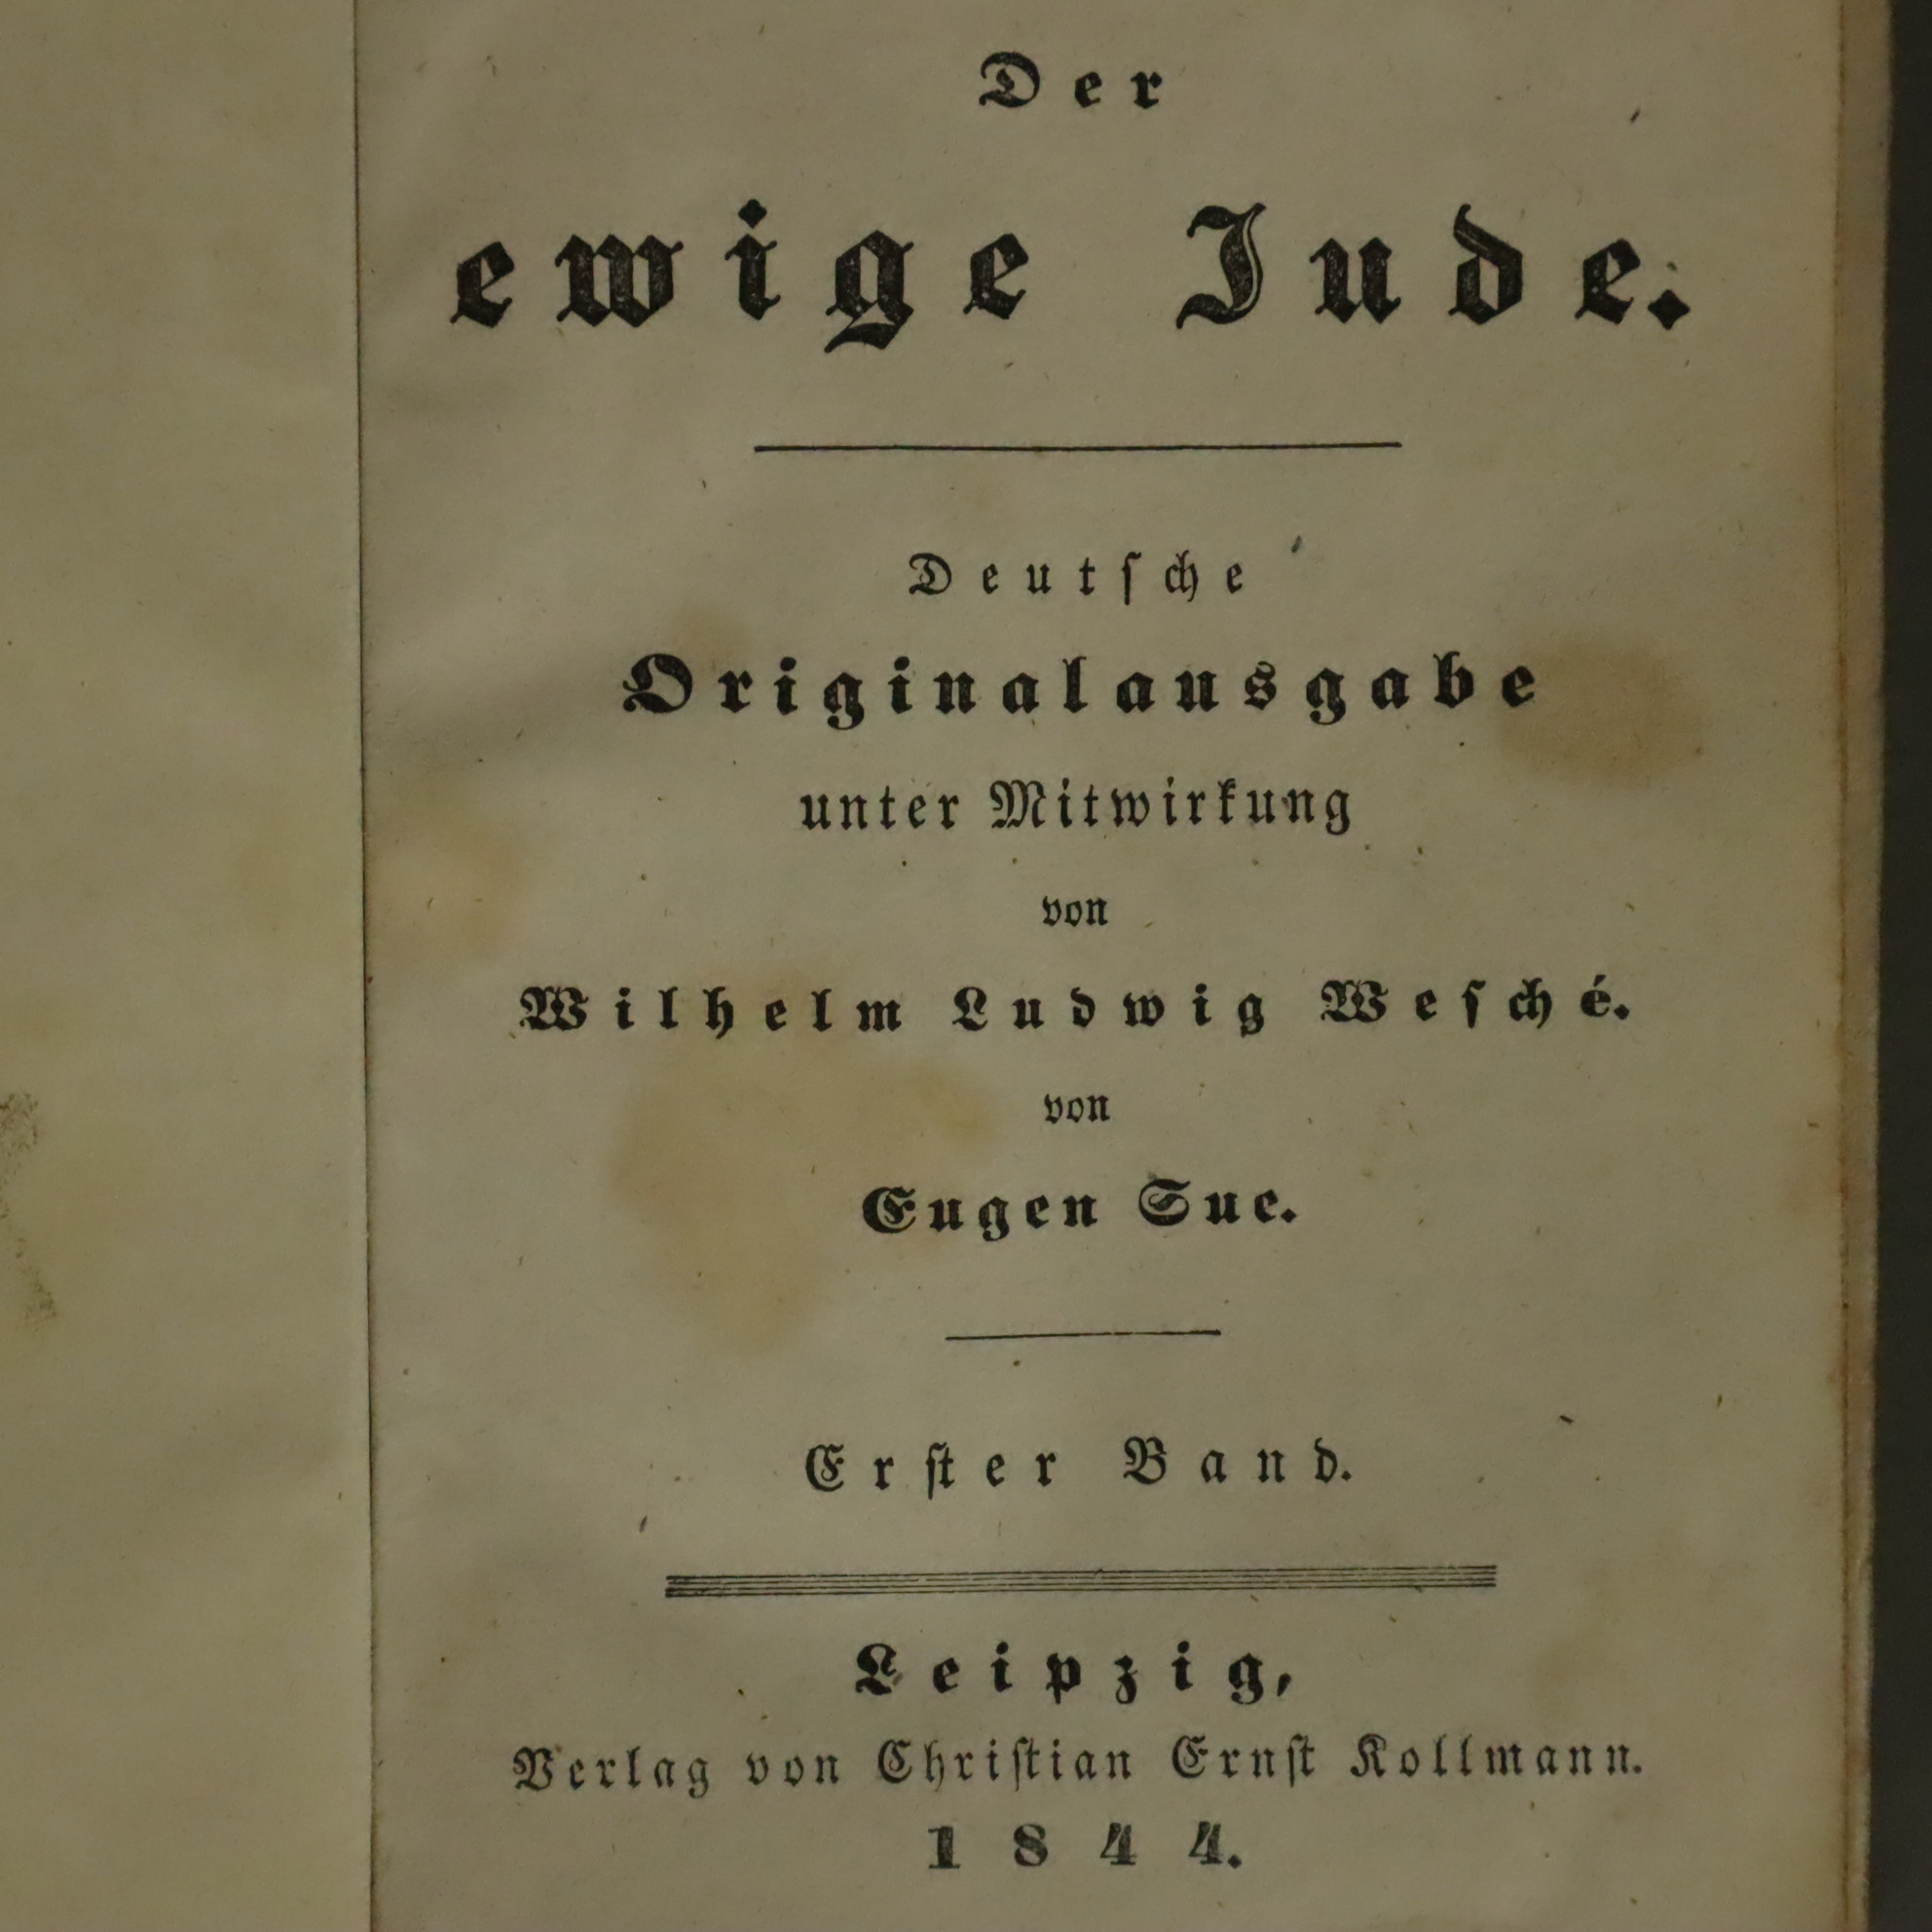 Der
ewige Jude.
Deutſche
Originalausgabe
unter Mitwirkung
von
Wilhelm Ludwig Weſché.
von
Eugen Sue.
Erſter Band.
Leipzig,
Verlag von Chriſtian Ernſt Kollmann.
1844.